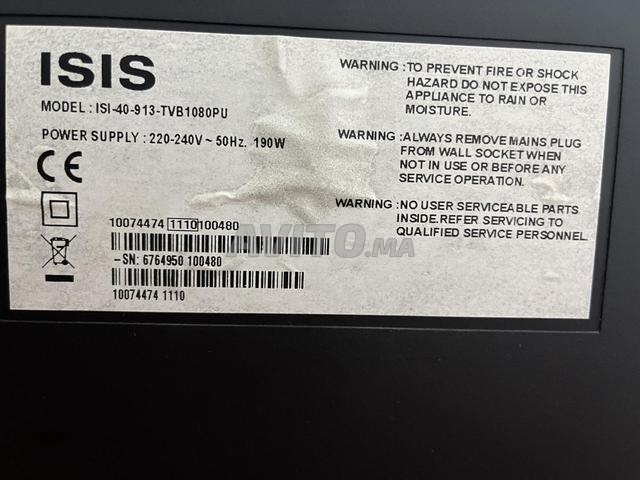 ISIS
MODEL : ISI-40-913-TVB1080PU
POWER SUPPLY : 220-240V ~ 50Hz. 190W
CE
10074474 1110 100480
-SN: 6764950 100480
10074474 1110
WARNING :TO PREVENT FIRE OR SHOCK
HAZARD DO NOT EXPOSE THIS
APPLIANCE TO RAIN OR
MOISTURE.
WARNING :ALWAYS REMOVE MAINS PLUG
FROM WALL SOCKET WHEN
NOT IN USE OR BEFORE ANY
SERVICE OPERATION.
WARNING :NO USER SERVICEABLE PARTS
INSIDE.REFER SERVICING TO
QUALIFIED SERVICE PERSONNEL
AVITO.MA